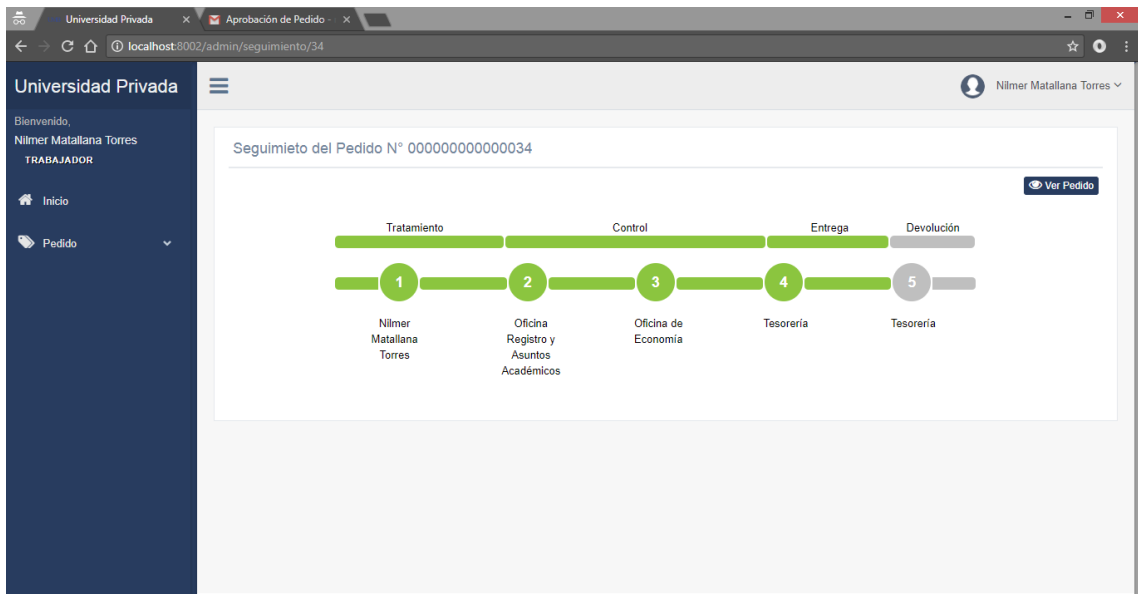 Universidad Privada
Aprobación de Pedido -
localhost:8002/admin/seguimiento/34
Universidad Privada
Nilmer Matallana Torres
Bienvenido,
Nilmer Matallana Torres
TRABAJADOR
Inicio
Pedido
Seguimieto del Pedido N° 000000000000034
Ver Pedido
Tratamiento Control Entrega Devolución
1 2 3 4 5
Nilmer Matallana Torres
Oficina Registro y Asuntos Académicos
Oficina de Economía
Tesorería
Tesorería